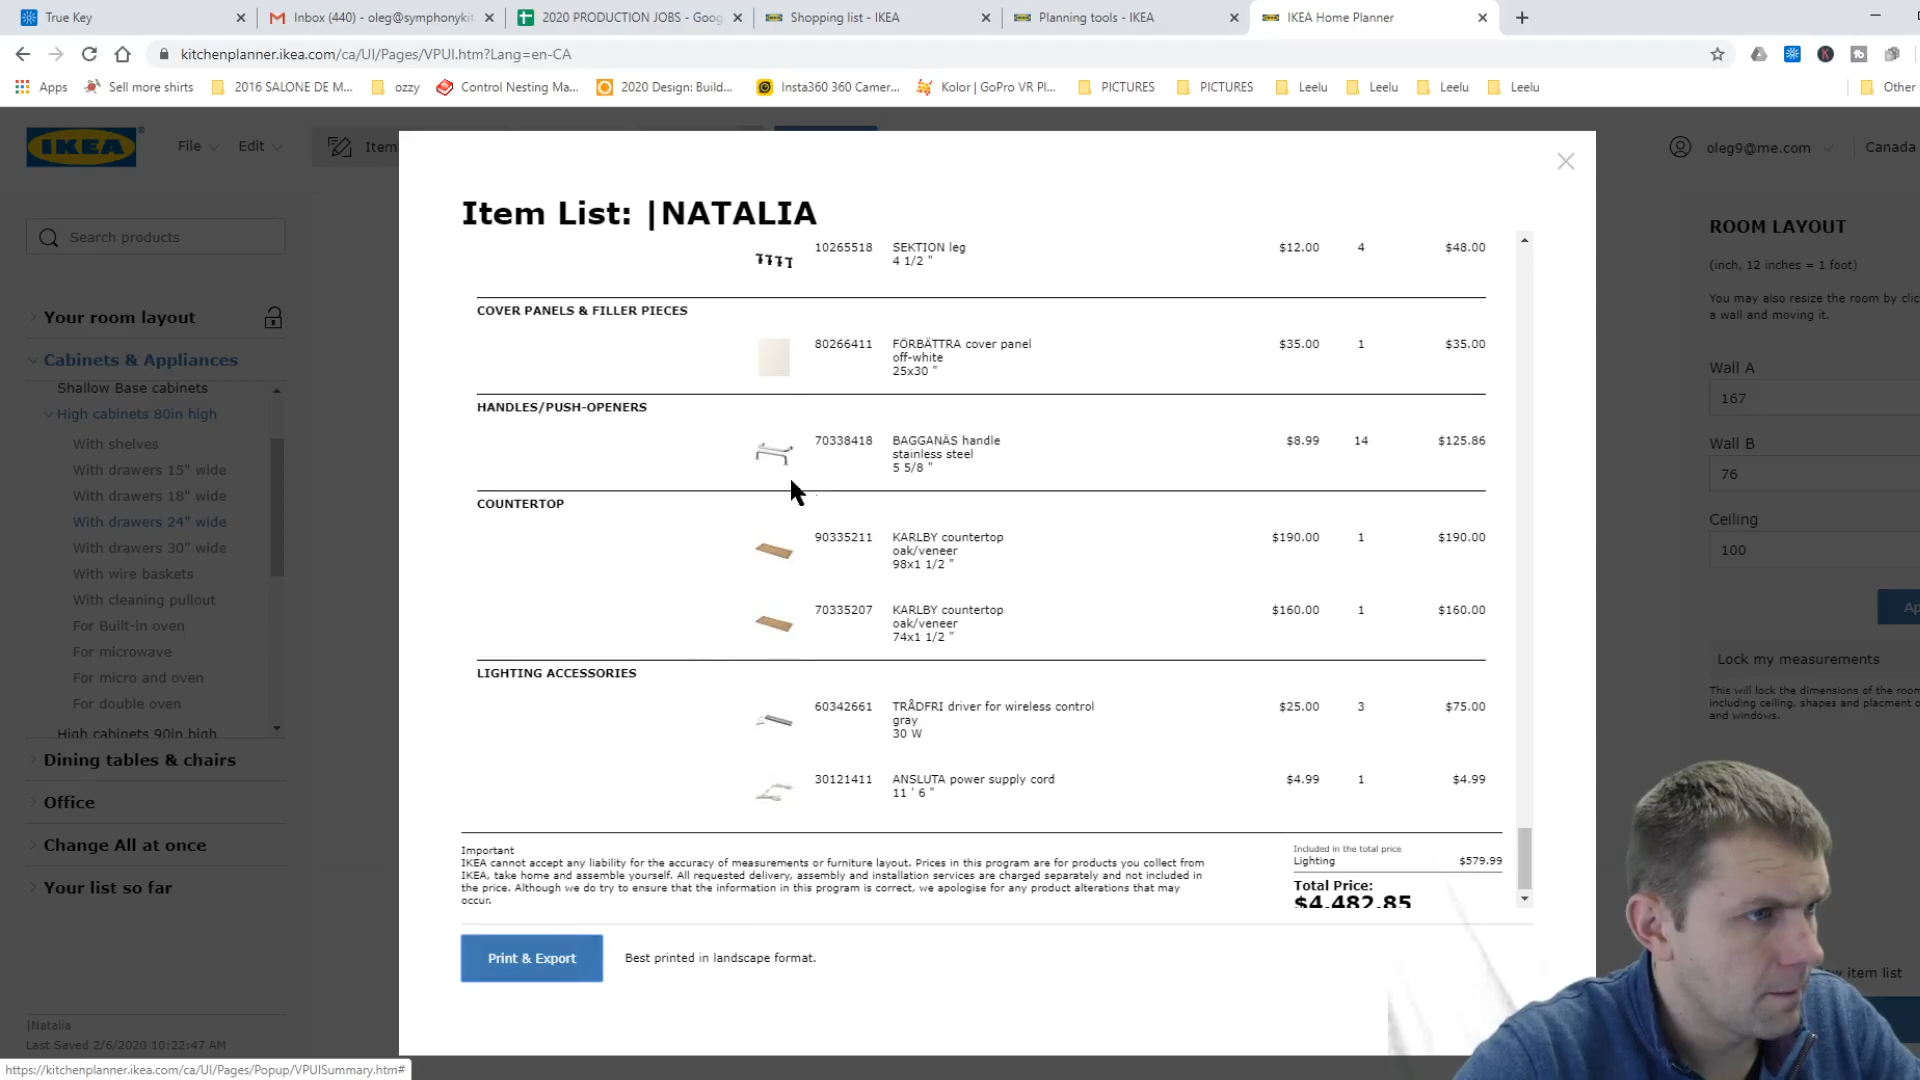 True Key
Inbox (440) - oleg@symphonykit
2020 PRODUCTION JOBS - Goog
Shopping list - IKEA
Planning tools - IKEA
IKEA Home Planner
kitchenplanner.ikea.com/ca/UI/Pages/VPUI.htm?Lang=en-CA
Apps
Sell more shirts
2016 SALONE DE M...
ozzy
Control Nesting Ma...
2020 Design: Build...
Insta360 360 Camer...
Kolor | GoPro VR Pl...
PICTURES
PICTURES
Leelu
Leelu
Leelu
Leelu
Other
IKEA
File
Edit
Item
oleg9@me.com
Canada
Search products
Your room layout
Cabinets & Appliances
Shallow Base cabinets
High cabinets 80in high
With shelves
With drawers 15" wide
With drawers 18" wide
With drawers 24" wide
With drawers 30" wide
With wire baskets
With cleaning pullout
For Built-in oven
For microwave
For micro and oven
For double oven
High cabinets 90in high
Dining tables & chairs
Office
Change All at once
Your list so far
|Natalia
Last Saved 2/6/2020 10:22:47 AM
https://kitchenplanner.ikea.com/ca/UI/Pages/Popup/VPUISummary.htm#
Item List: |NATALIA
10265518 SEKTION leg $12.00 4 $48.00
4 1/2 "
COVER PANELS & FILLER PIECES
80266411 FÖRBÄTTRA cover panel $35.00 1 $35.00
off-white
25x30 "
HANDLES/PUSH-OPENERS
70338418 BAGGANÄS handle $8.99 14 $125.86
stainless steel
5 5/8 "
COUNTERTOP
90335211 KARLBY countertop $190.00 1 $190.00
oak/veneer
98x1 1/2 "
70335207 KARLBY countertop $160.00 1 $160.00
oak/veneer
74x1 1/2 "
LIGHTING ACCESSORIES
60342661 TRÅDFRI driver for wireless control $25.00 3 $75.00
gray
30 W
30121411 ANSLUTA power supply cord $4.99 1 $4.99
11 ' 6 "
Important
IKEA cannot accept any liability for the accuracy of measurements or furniture layout. Prices in this program are for products you collect from
IKEA, take home and assemble yourself. All requested delivery, assembly and installation services are charged separately and not included in
the price. Although we do try to ensure that the information in this program is correct, we apologise for any product alterations that may
occur.
Included in the total price
Lighting $579.99
Total Price:
$4,482.85
Print & Export
Best printed in landscape format.
ROOM LAYOUT
(inch, 12 inches = 1 foot)
You may also resize the room by clic
a wall and moving it.
Wall A
167
Wall B
76
Ceiling
100
Ap
Lock my measurements
This will lock the dimensions of the room
including ceiling, shapes and placment o
and windows.
w item list